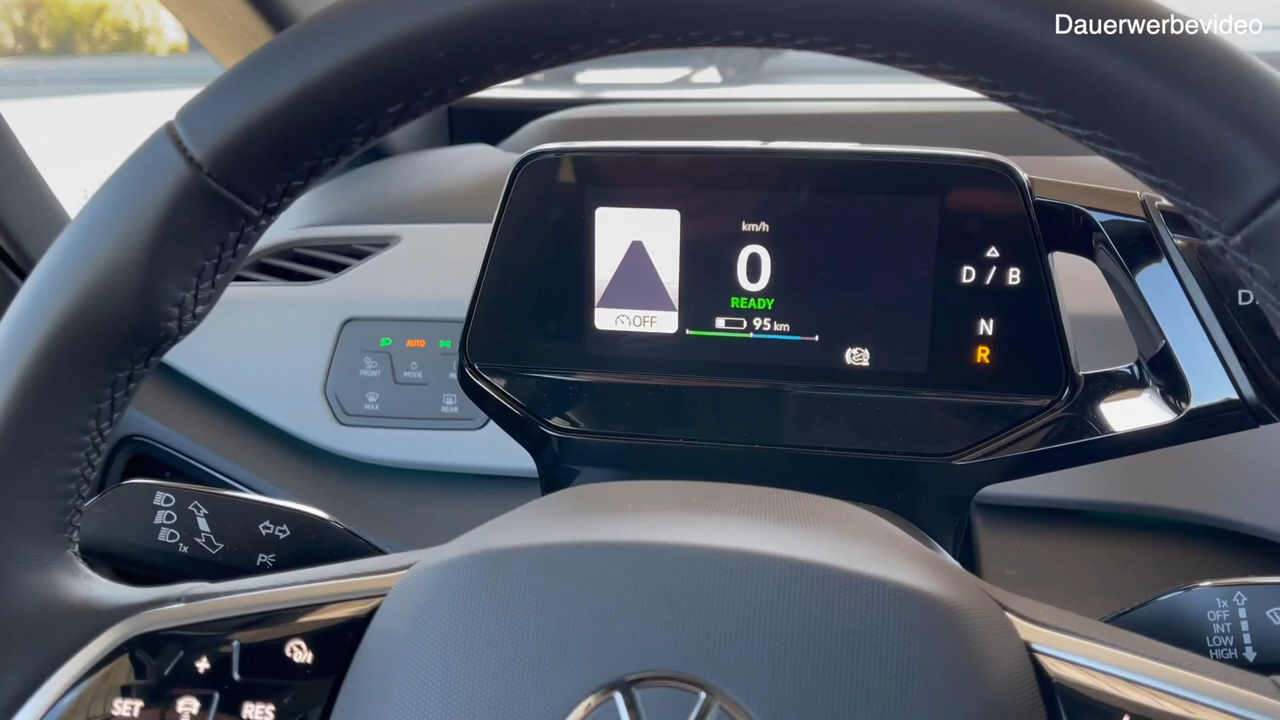 Dauerwerbevideo
km/h
0
READY
95 km
OFF
D / B
N
R
D
AUTO
FRONT
MODE
MAX
REAR
1x
P
1x
OFF
INT
LOW
HIGH
SET
RES